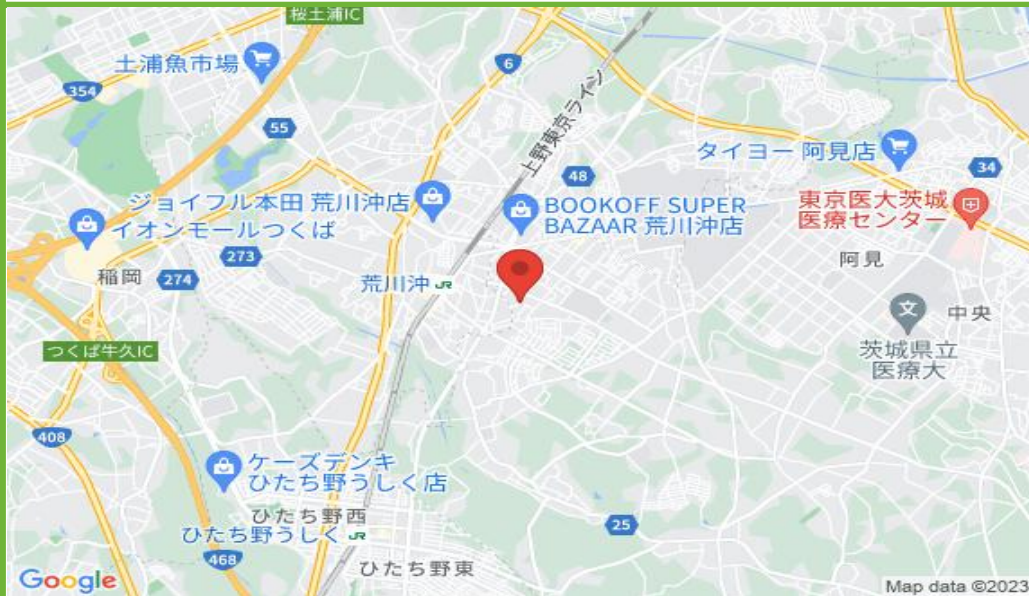 桜土浦IC
土浦魚市場
6
354
55
上野東京ライン
タイヨー 阿見店
34
48
ジョイフル本田 荒川沖店
イオンモールつくば
BOOKOFF SUPER
BAZAAR 荒川沖店
東京医大茨城
医療センター
273
稲岡
274
荒川沖 JR
阿見
文
中央
つくば牛久IC
茨城県立
医療大
408
ケーズデンキ
ひたち野うしく店
ひたち野西
ひたち野うしく JR
25
468
ひたち野東
Google
Map data ©2023